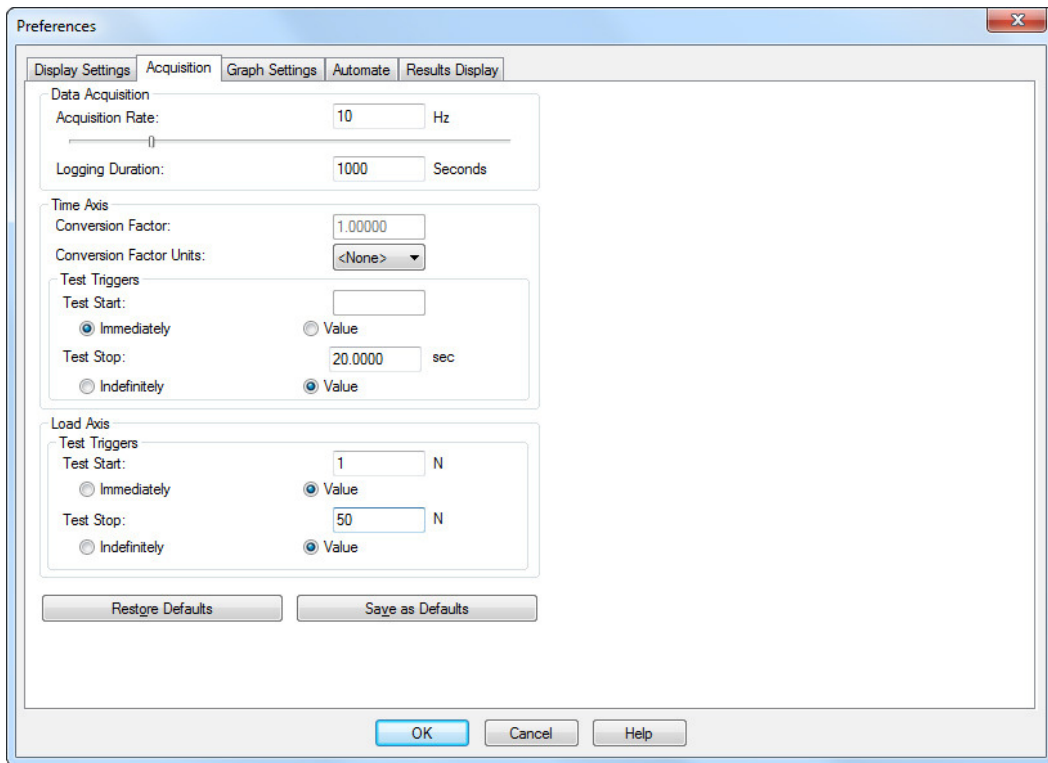 Preferences
Display Settings Acquisition Graph Settings Automate Results Display
Data Acquisition
Acquisition Rate: 10 Hz
Logging Duration: 1000 Seconds
Time Axis
Conversion Factor: 1.00000
Conversion Factor Units: <None>
Test Triggers
Test Start:
Immediately Value
Test Stop: 20.0000 sec
Indefinitely Value
Load Axis
Test Triggers
Test Start: 1 N
Immediately Value
Test Stop: 50 N
Indefinitely Value
Restore Defaults Save as Defaults
OK Cancel Help